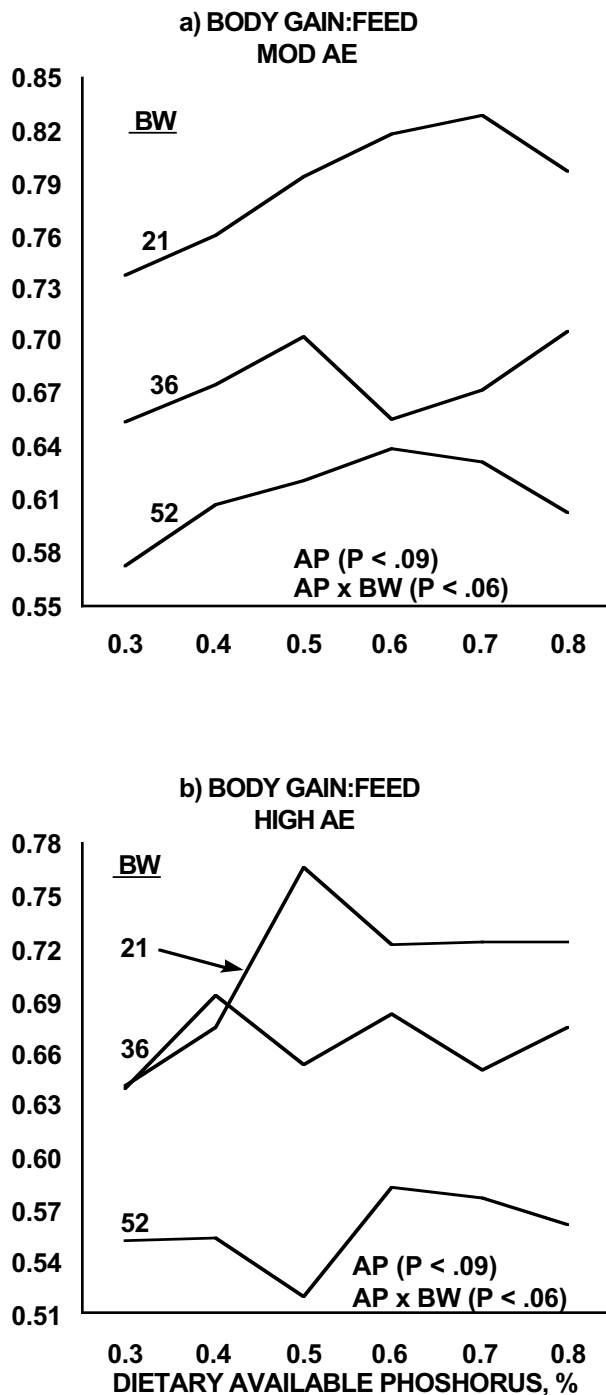 a) BODY GAIN:FEED
MOD AE
0.85
BW
0.82
0.79
0.76
21
0.73
0.70
0.67
36
0.64
0.61
52
0.58
AP (P < .09)
AP x BW (P < .06)
0.55
0.3 0.4 0.5 0.6 0.7 0.8
b) BODY GAIN:FEED
HIGH AE
0.78
BW
0.75
21
0.72
0.69
36
0.66
0.63
0.60
0.57
52
0.54
AP (P < .09)
AP x BW (P < .06)
0.51
0.3 0.4 0.5 0.6 0.7 0.8
DIETARY AVAILABLE PHOSHORUS, %